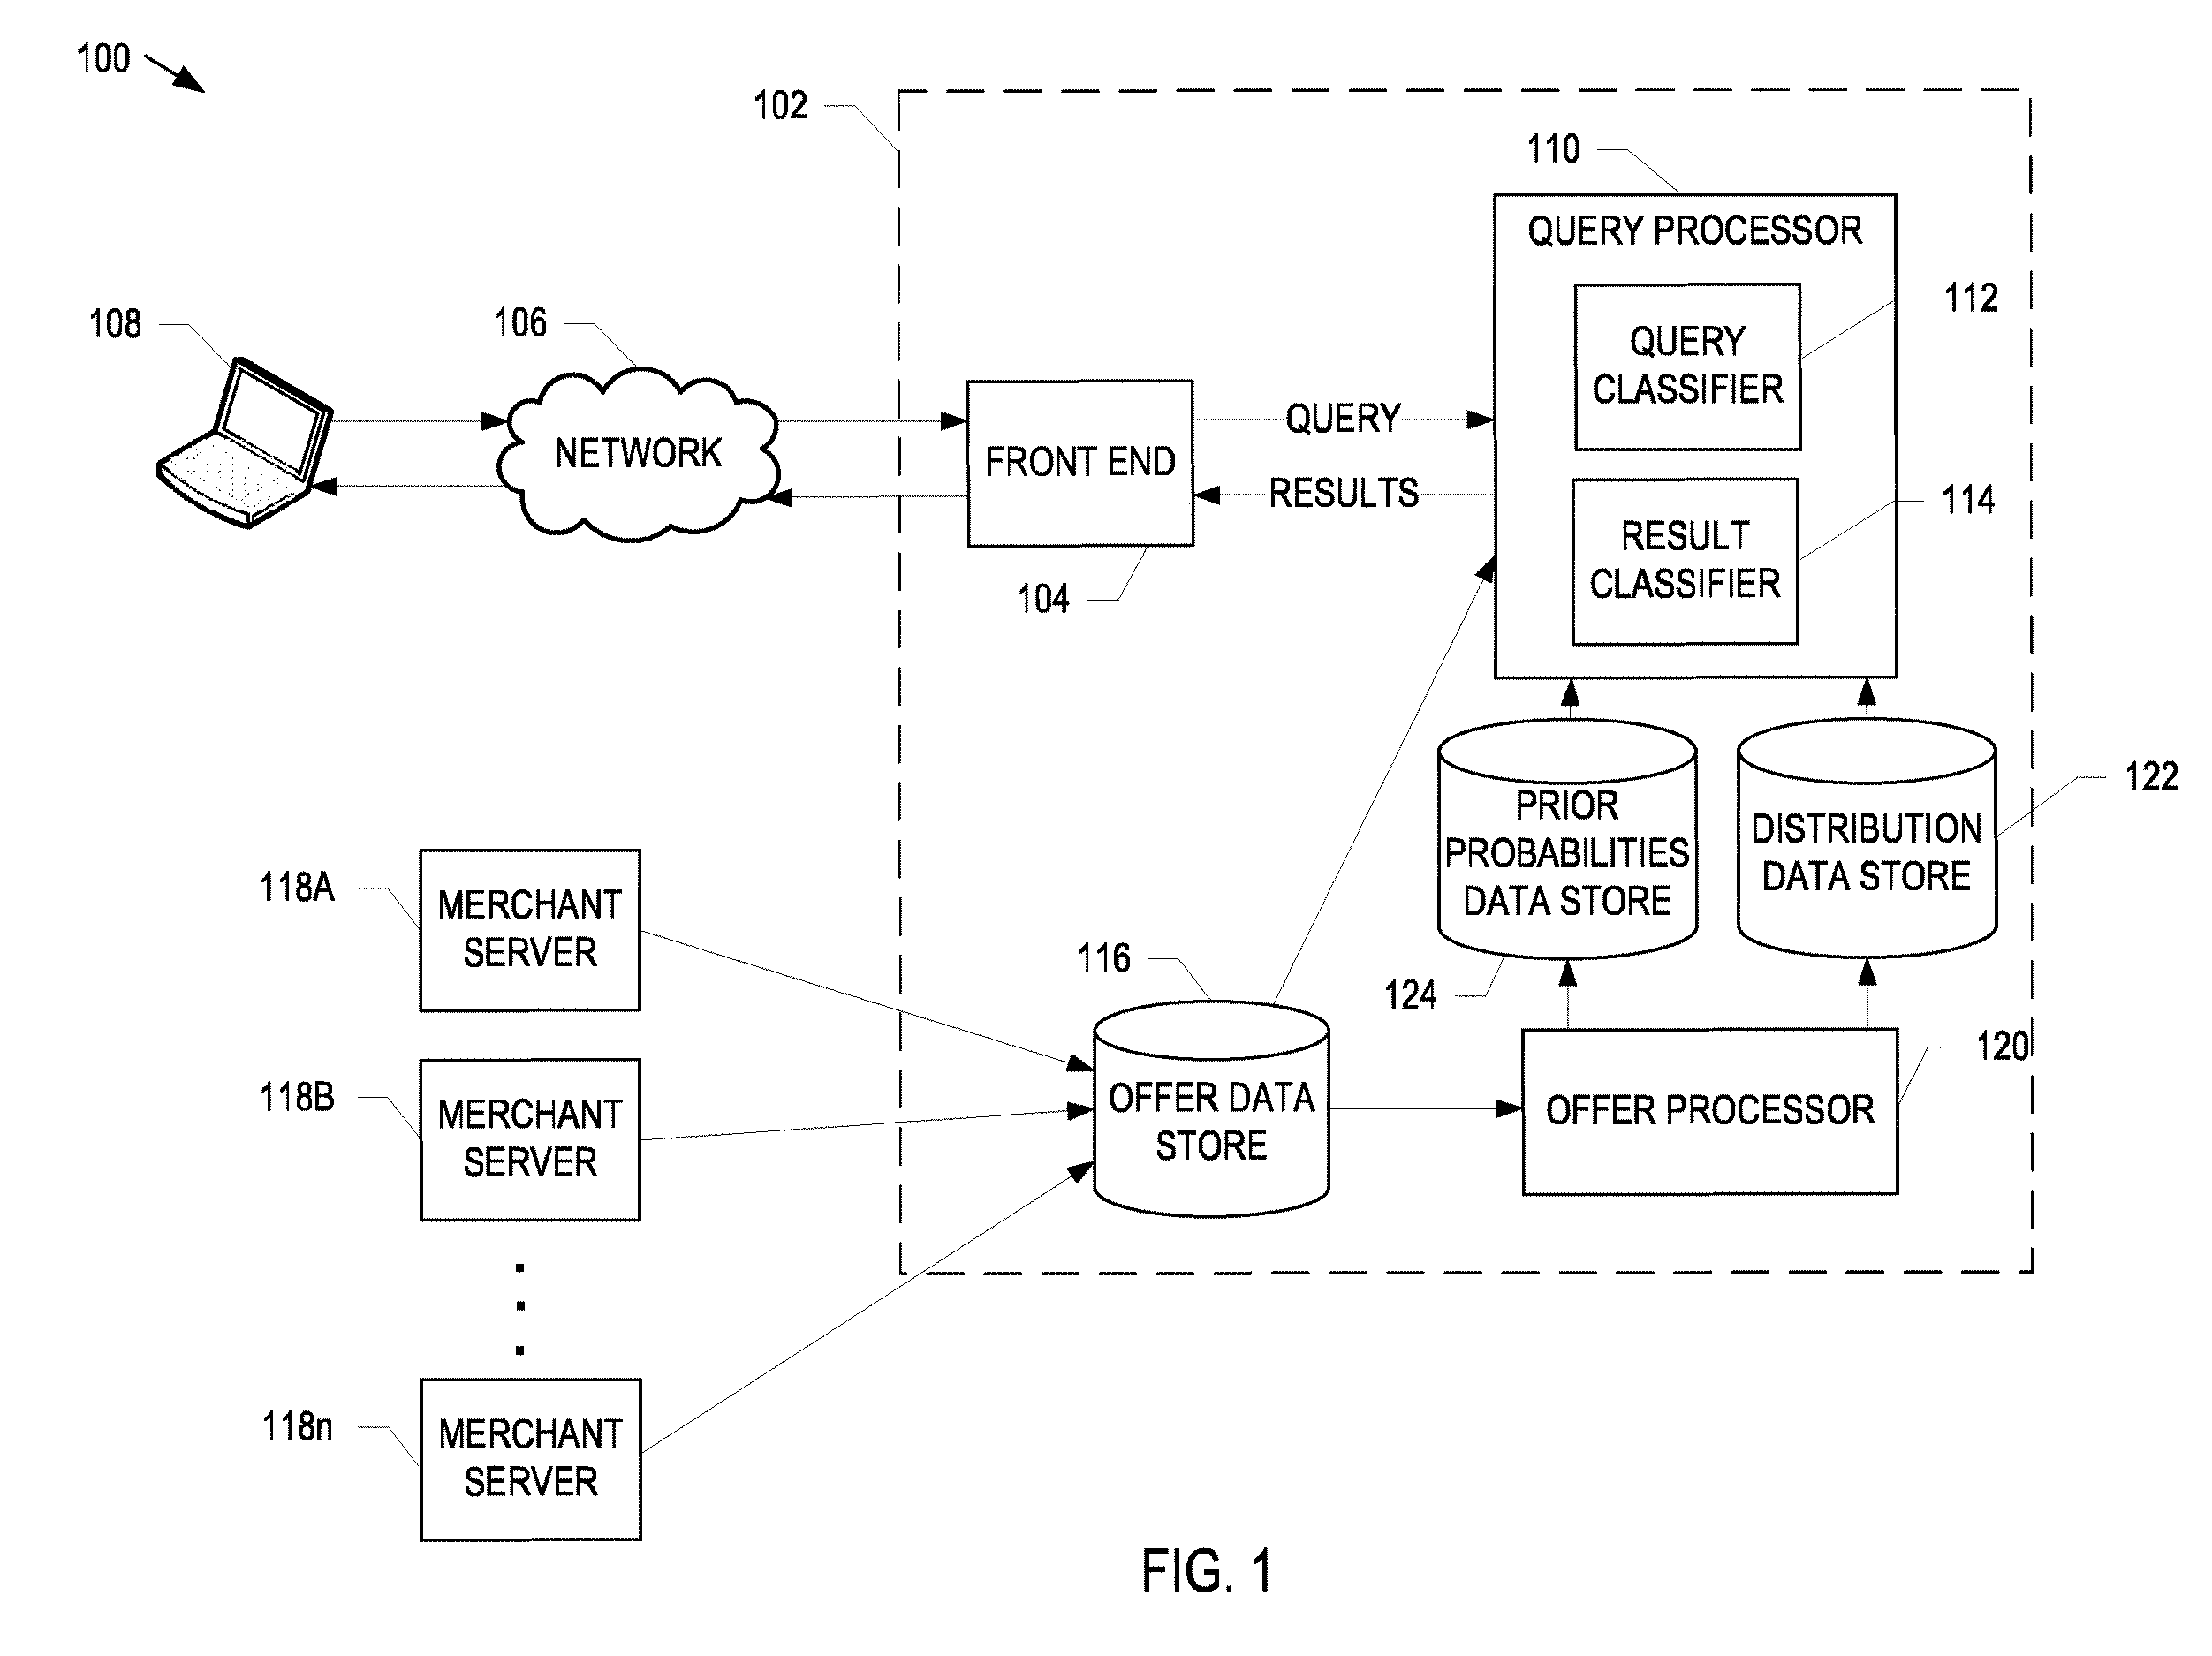 100
102
110
QUERY PROCESSOR
112
QUERY
CLASSIFIER
108
106
NETWORK
FRONT END
QUERY
RESULTS
114
RESULT
CLASSIFIER
104
122
PRIOR
PROBABILITIES
DATA STORE
DISTRIBUTION
DATA STORE
118A
MERCHANT
SERVER
116
124
120
118B
MERCHANT
SERVER
OFFER DATA
STORE
OFFER PROCESSOR
118n
MERCHANT
SERVER
FIG. 1